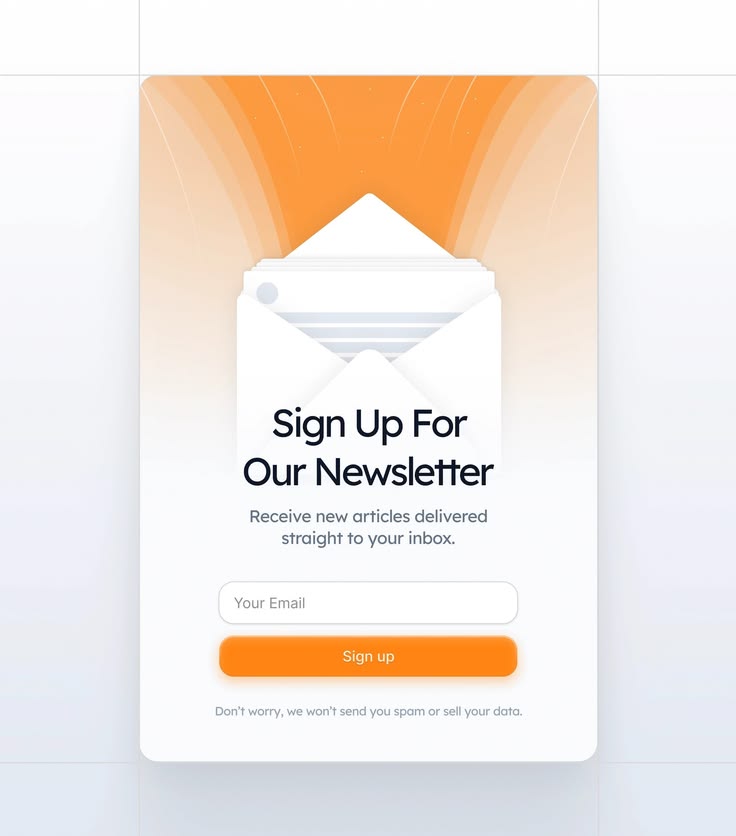 Sign Up For
Our Newsletter
Receive new articles delivered
straight to your inbox.
Your Email
Sign up
Don’t worry, we won’t send you spam or sell your data.